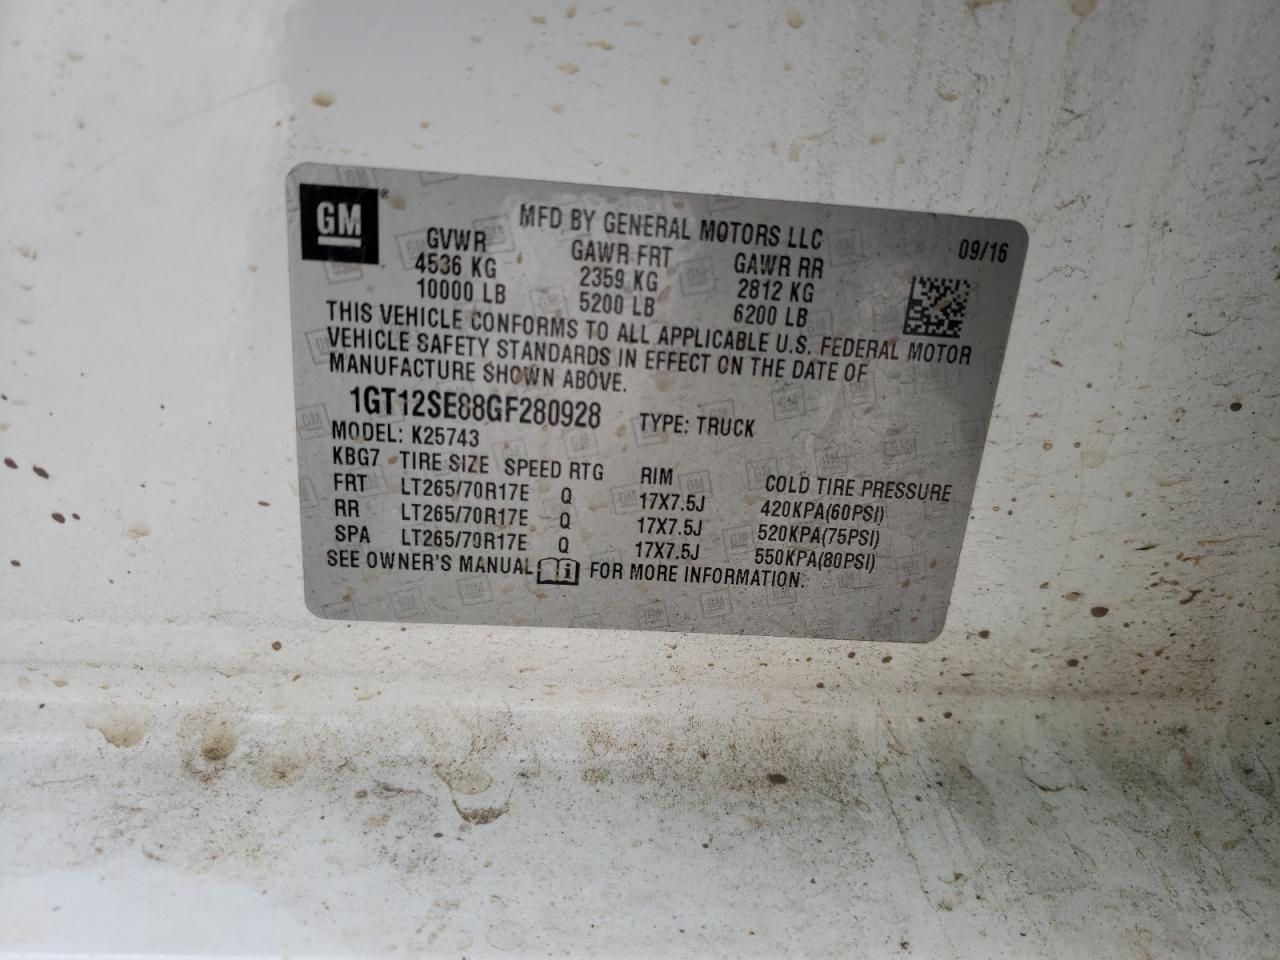 GM
MFD BY GENERAL MOTORS LLC 09/16
GVWR GAWR FRT GAWR RR
4536 KG 2359 KG 2812 KG
10000 LB 5200 LB 6200 LB
THIS VEHICLE CONFORMS TO ALL APPLICABLE U.S. FEDERAL MOTOR
VEHICLE SAFETY STANDARDS IN EFFECT ON THE DATE OF
MANUFACTURE SHOWN ABOVE.
1GT12SE88GF280928 TYPE: TRUCK
MODEL: K25743
KBG7 TIRE SIZE SPEED RTG RIM COLD TIRE PRESSURE
FRT LT265/70R17E Q 17X7.5J 420KPA(60PSI)
RR LT265/70R17E Q 17X7.5J 520KPA(75PSI)
SPA LT265/70R17E Q 17X7.5J 550KPA(80PSI)
SEE OWNER'S MANUAL FOR MORE INFORMATION.